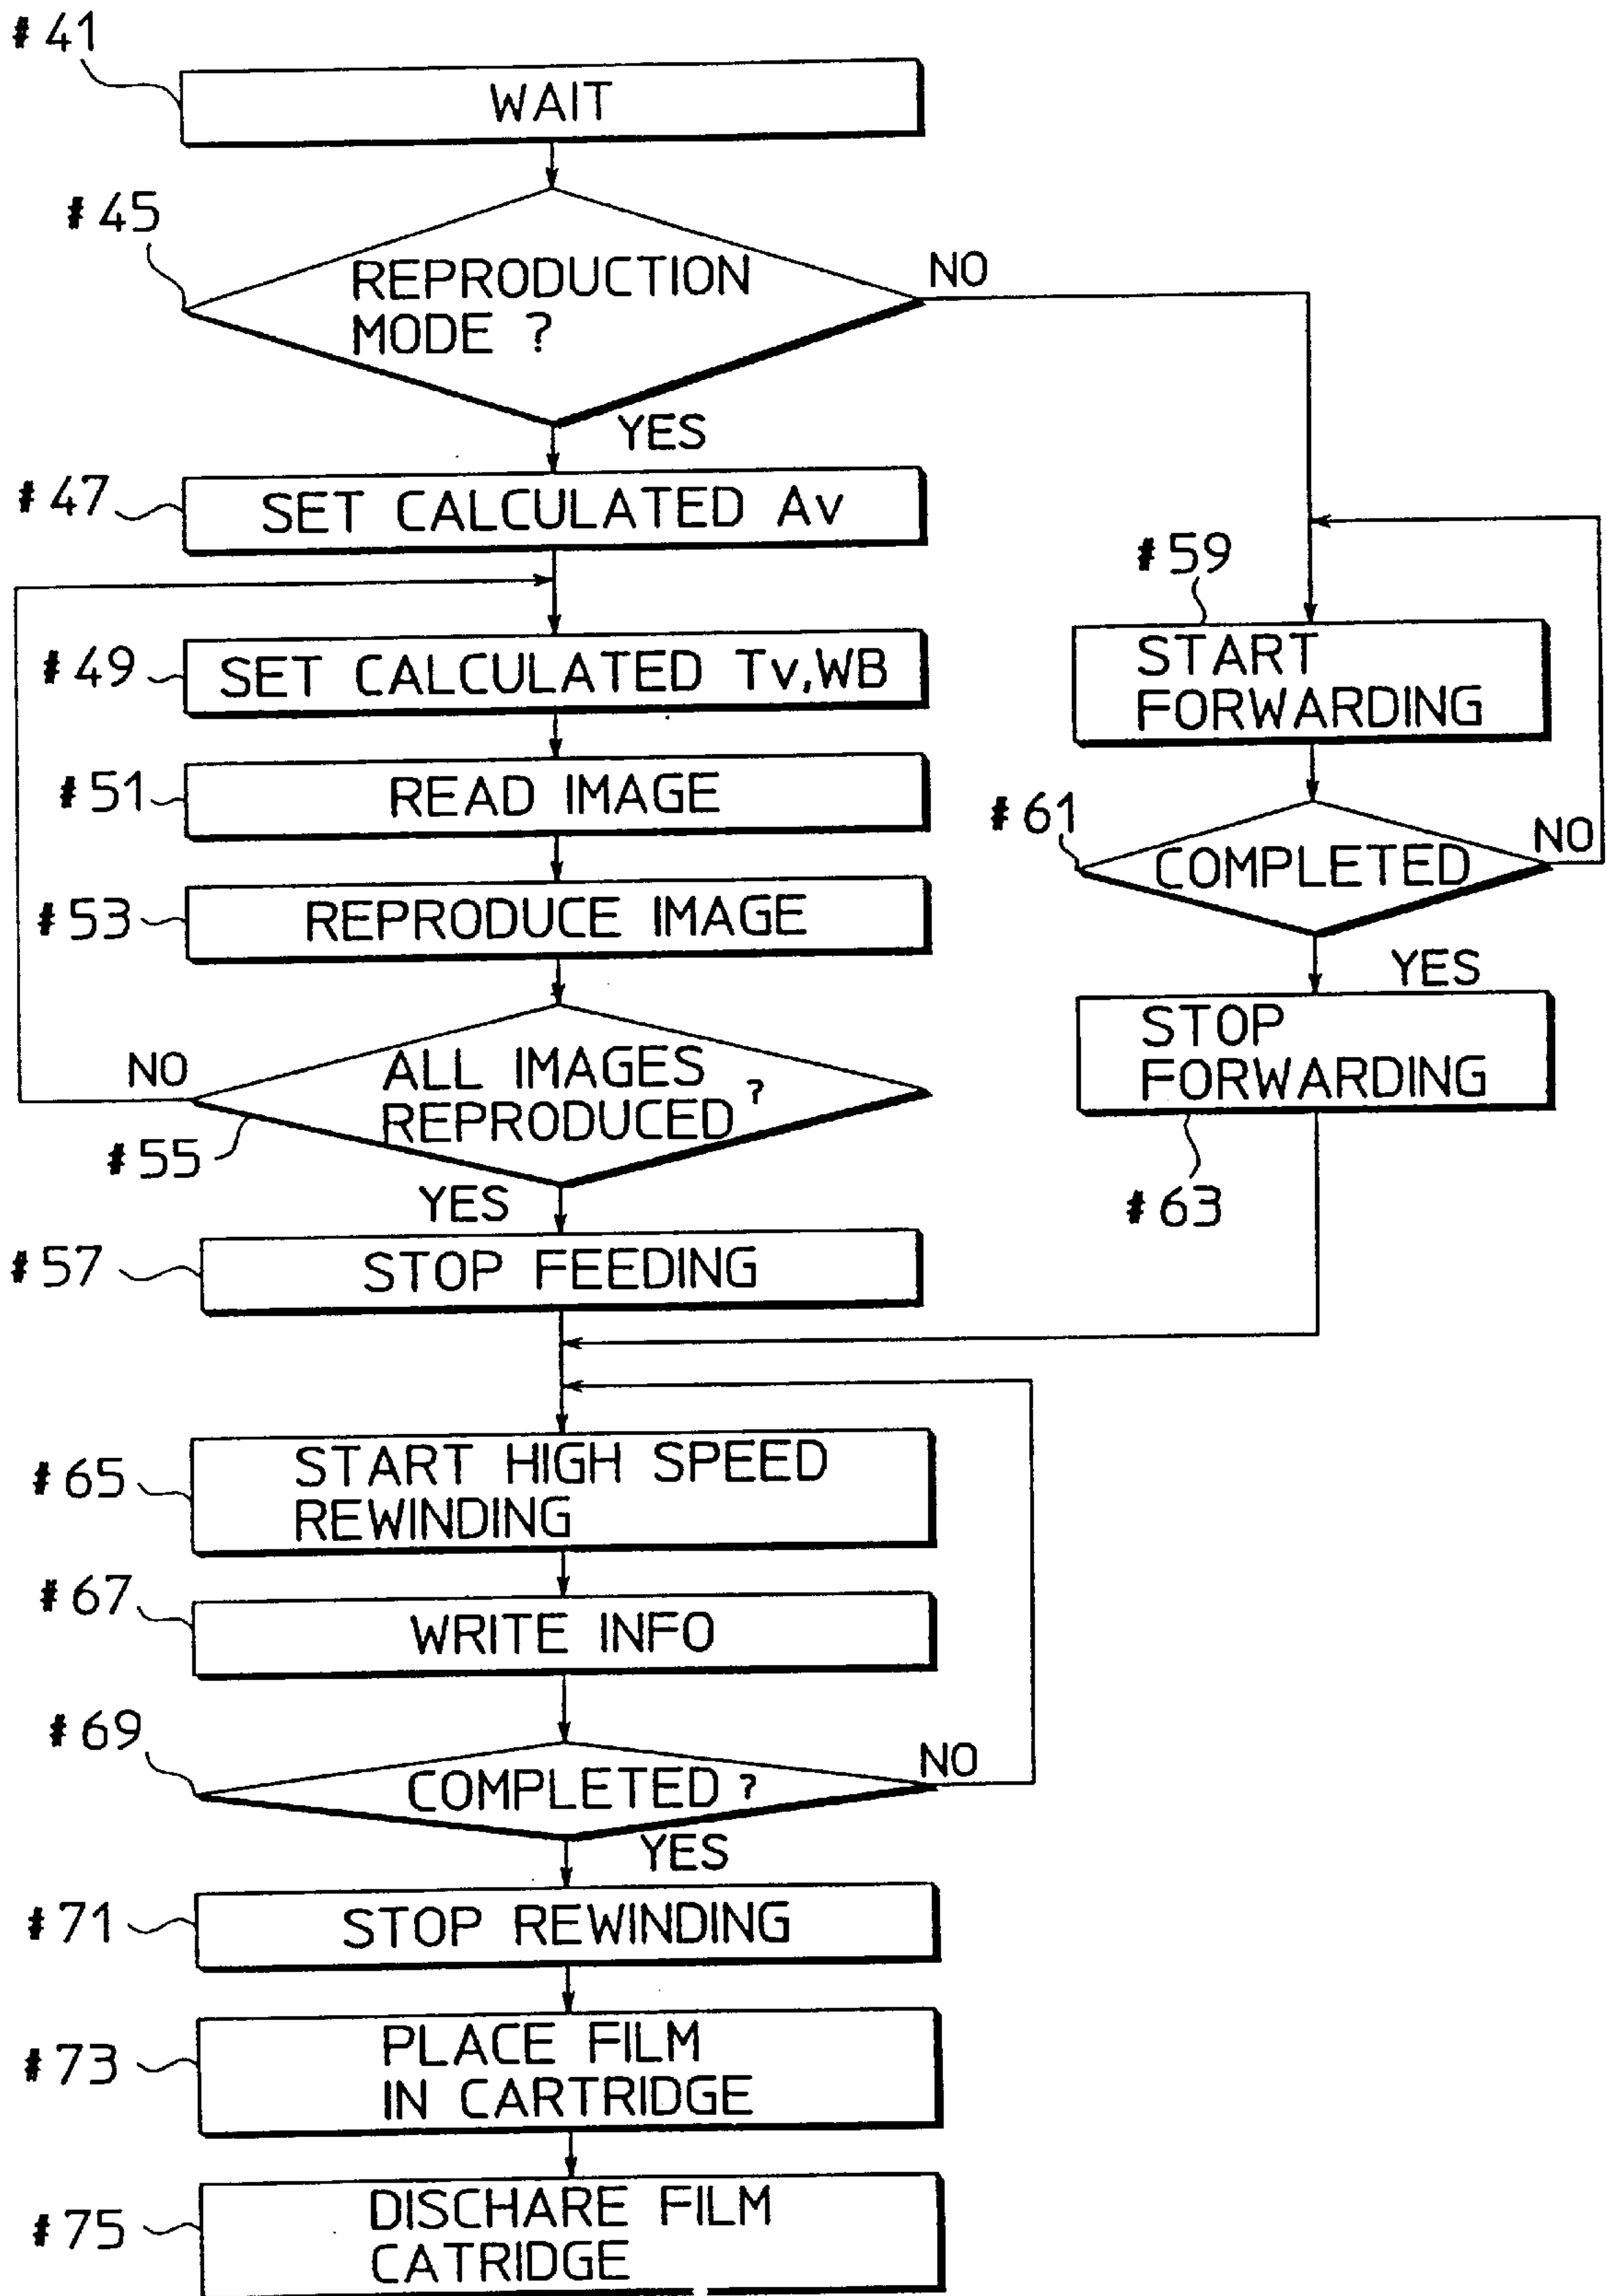 #41
WAIT
#45
REPRODUCTION
MODE ?
NO
YES
#47
SET CALCULATED Av
#49
SET CALCULATED Tv,WB
#51
READ IMAGE
#53
REPRODUCE IMAGE
NO
ALL IMAGES
REPRODUCED ?
#55
YES
#57
STOP FEEDING
#59
START
FORWARDING
#61
COMPLETED
NO
YES
STOP
FORWARDING
#63
#65
START HIGH SPEED
REWINDING
#67
WRITE INFO
#69
COMPLETED ?
NO
YES
#71
STOP REWINDING
#73
PLACE FILM
IN CARTRIDGE
#75
DISCHARE FILM
CATRIDGE